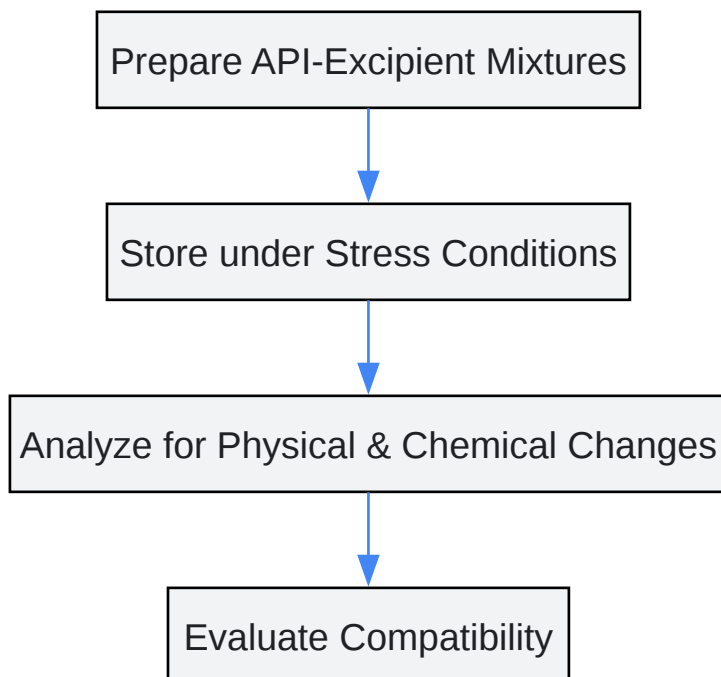 Prepare API-Excipient Mixtures
Store under Stress Conditions
Analyze for Physical & Chemical Changes
Evaluate Compatibility